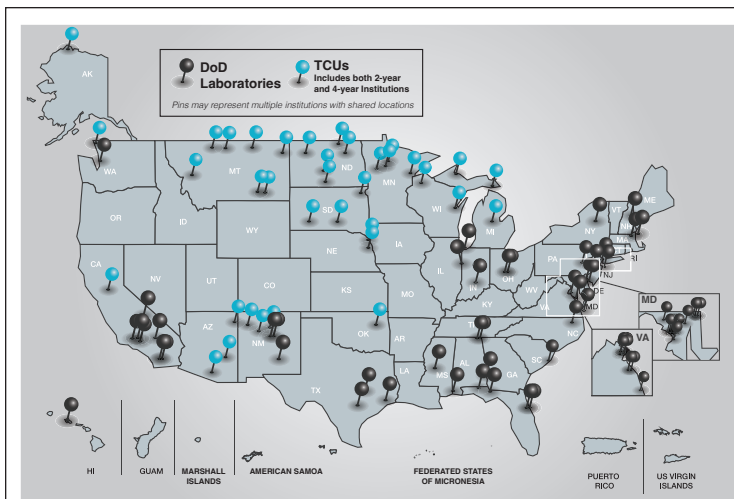 AK
DoD
Laboratories
TCUs
Includes both 2-year
and 4-year Institutions
Pins may represent multiple institutions with shared locations
WA
MT
ND
MN
ME
OR
ID
SD
WI
MI
NY
VT
NH
MA
RI
WY
NE
IA
PA
NJ
CA
NV
UT
CO
KS
MO
IL
IN
OH
WV
DE
MD
VA
KY
AZ
NM
OK
AR
TN
NC
SC
TX
LA
MS
AL
GA
MD
VA
HI
GUAM
MARSHALL
ISLANDS
AMERICAN SAMOA
FEDERATED STATES
OF MICRONESIA
PUERTO
RICO
US VIRGIN
ISLANDS